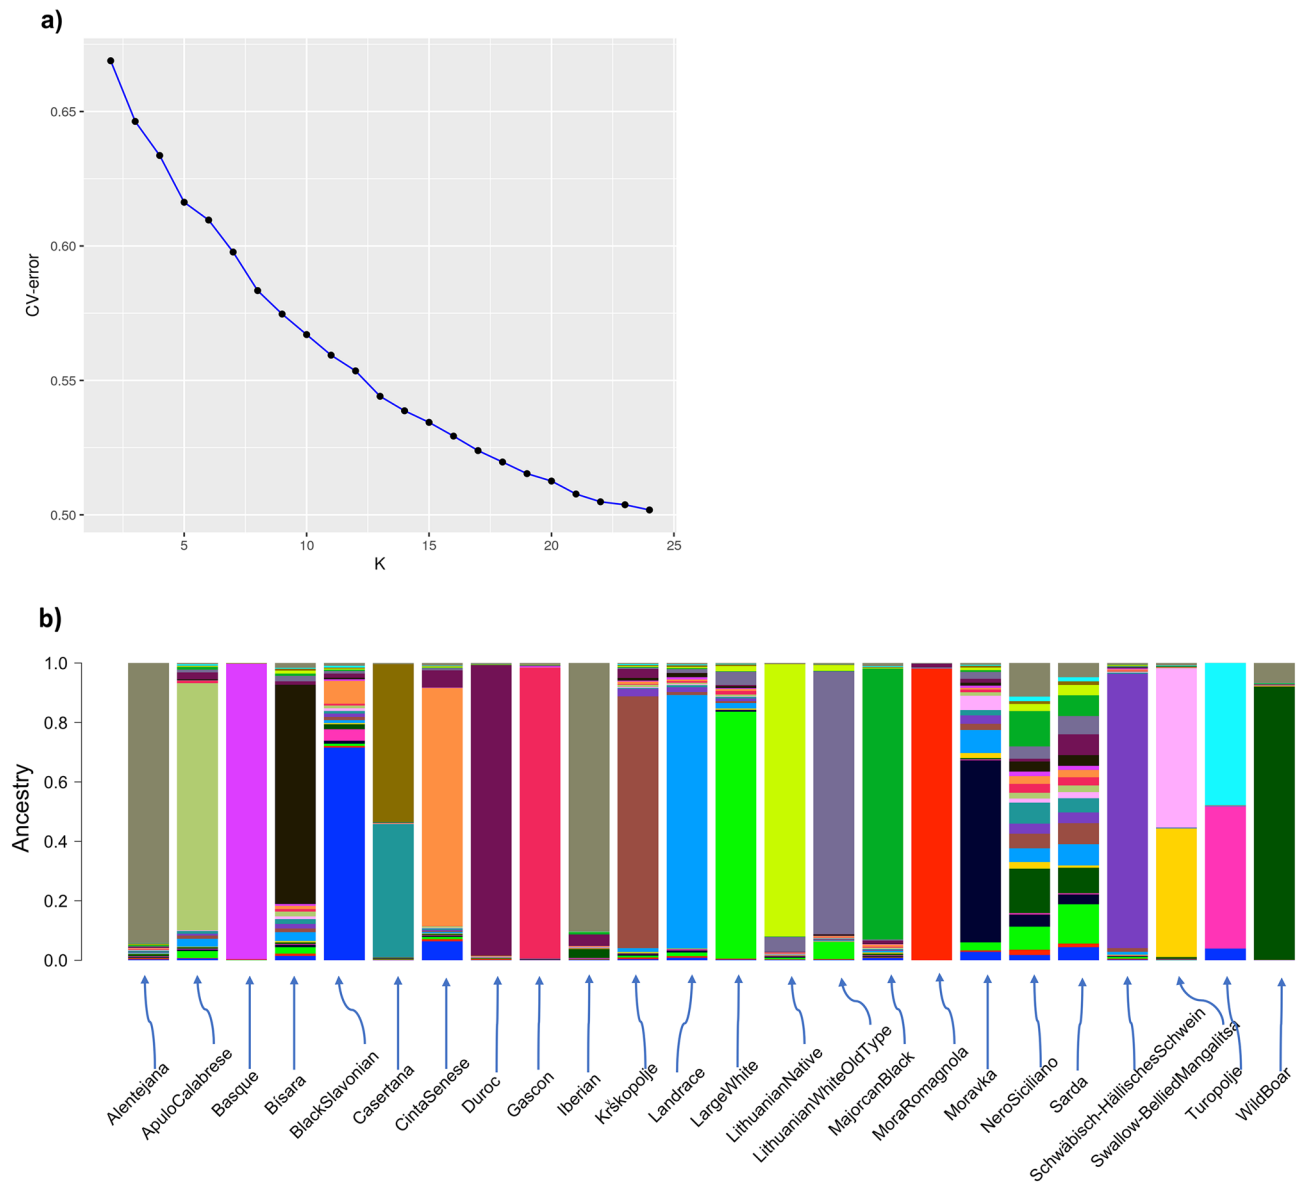 a)
0.65
0.60
0.55
0.50
CV-error
5
10
15
20
25
K
b)
1.0
0.8
0.6
0.4
0.2
0.0
Ancestry
Alentejana
ApuloCalabrese
Basque
Bísara
BlackSlavonian
Casertana
CintaSenese
Duroc
Gascon
Iberian
Krškopolje
Landrace
LargeWhite
LithuanianNative
LithuanianWhiteOldType
MajorcanBlack
MoraRomagnola
Moravka
NeroSiciliano
Sarda
Schwäbisch-HällischesSchwein
Swallow-BelliedMangalitsa
Turopolje
WildBoar